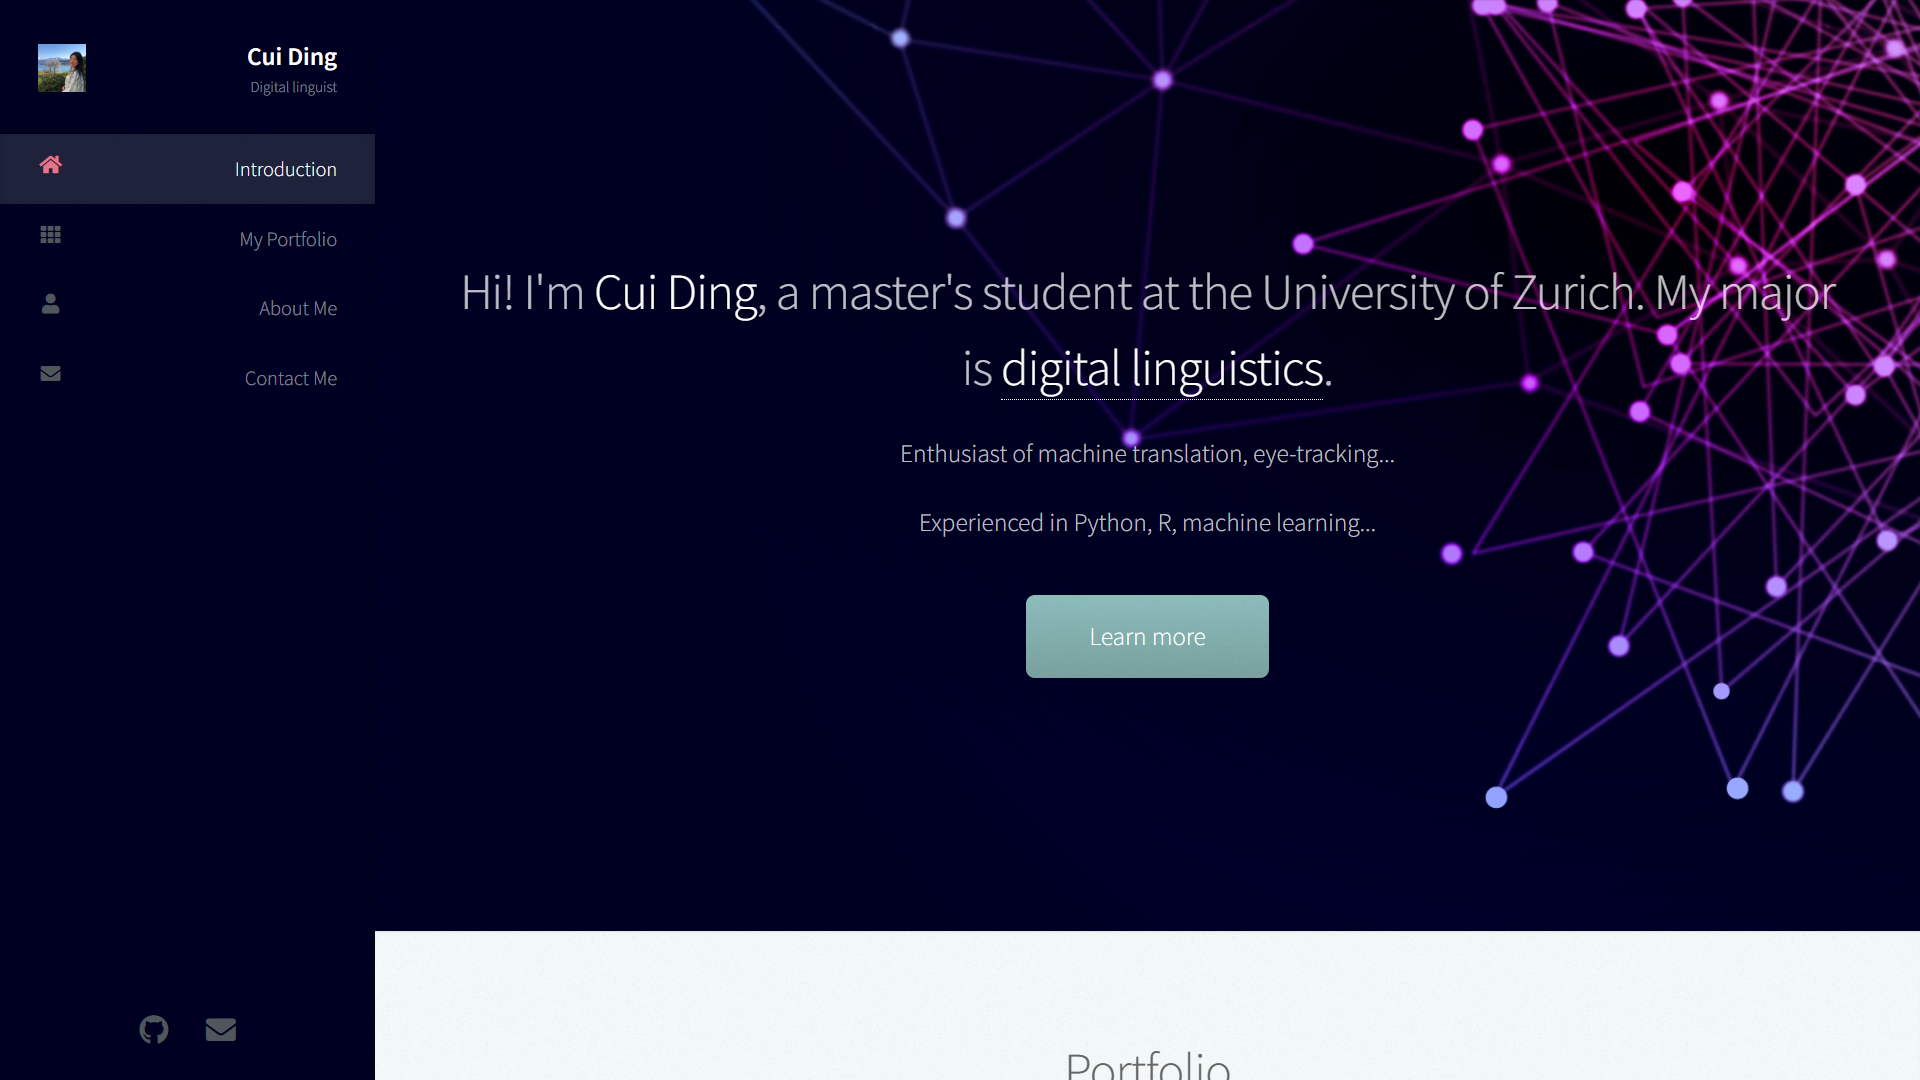 Cui Ding
Digital linguist
Introduction
My Portfolio
About Me
Contact Me
Hi! I'm Cui Ding, a master's student at the University of Zurich. My major
is digital linguistics.
Enthusiast of machine translation, eye-tracking...
Experienced in Python, R, machine learning...
Learn more
Portfolio